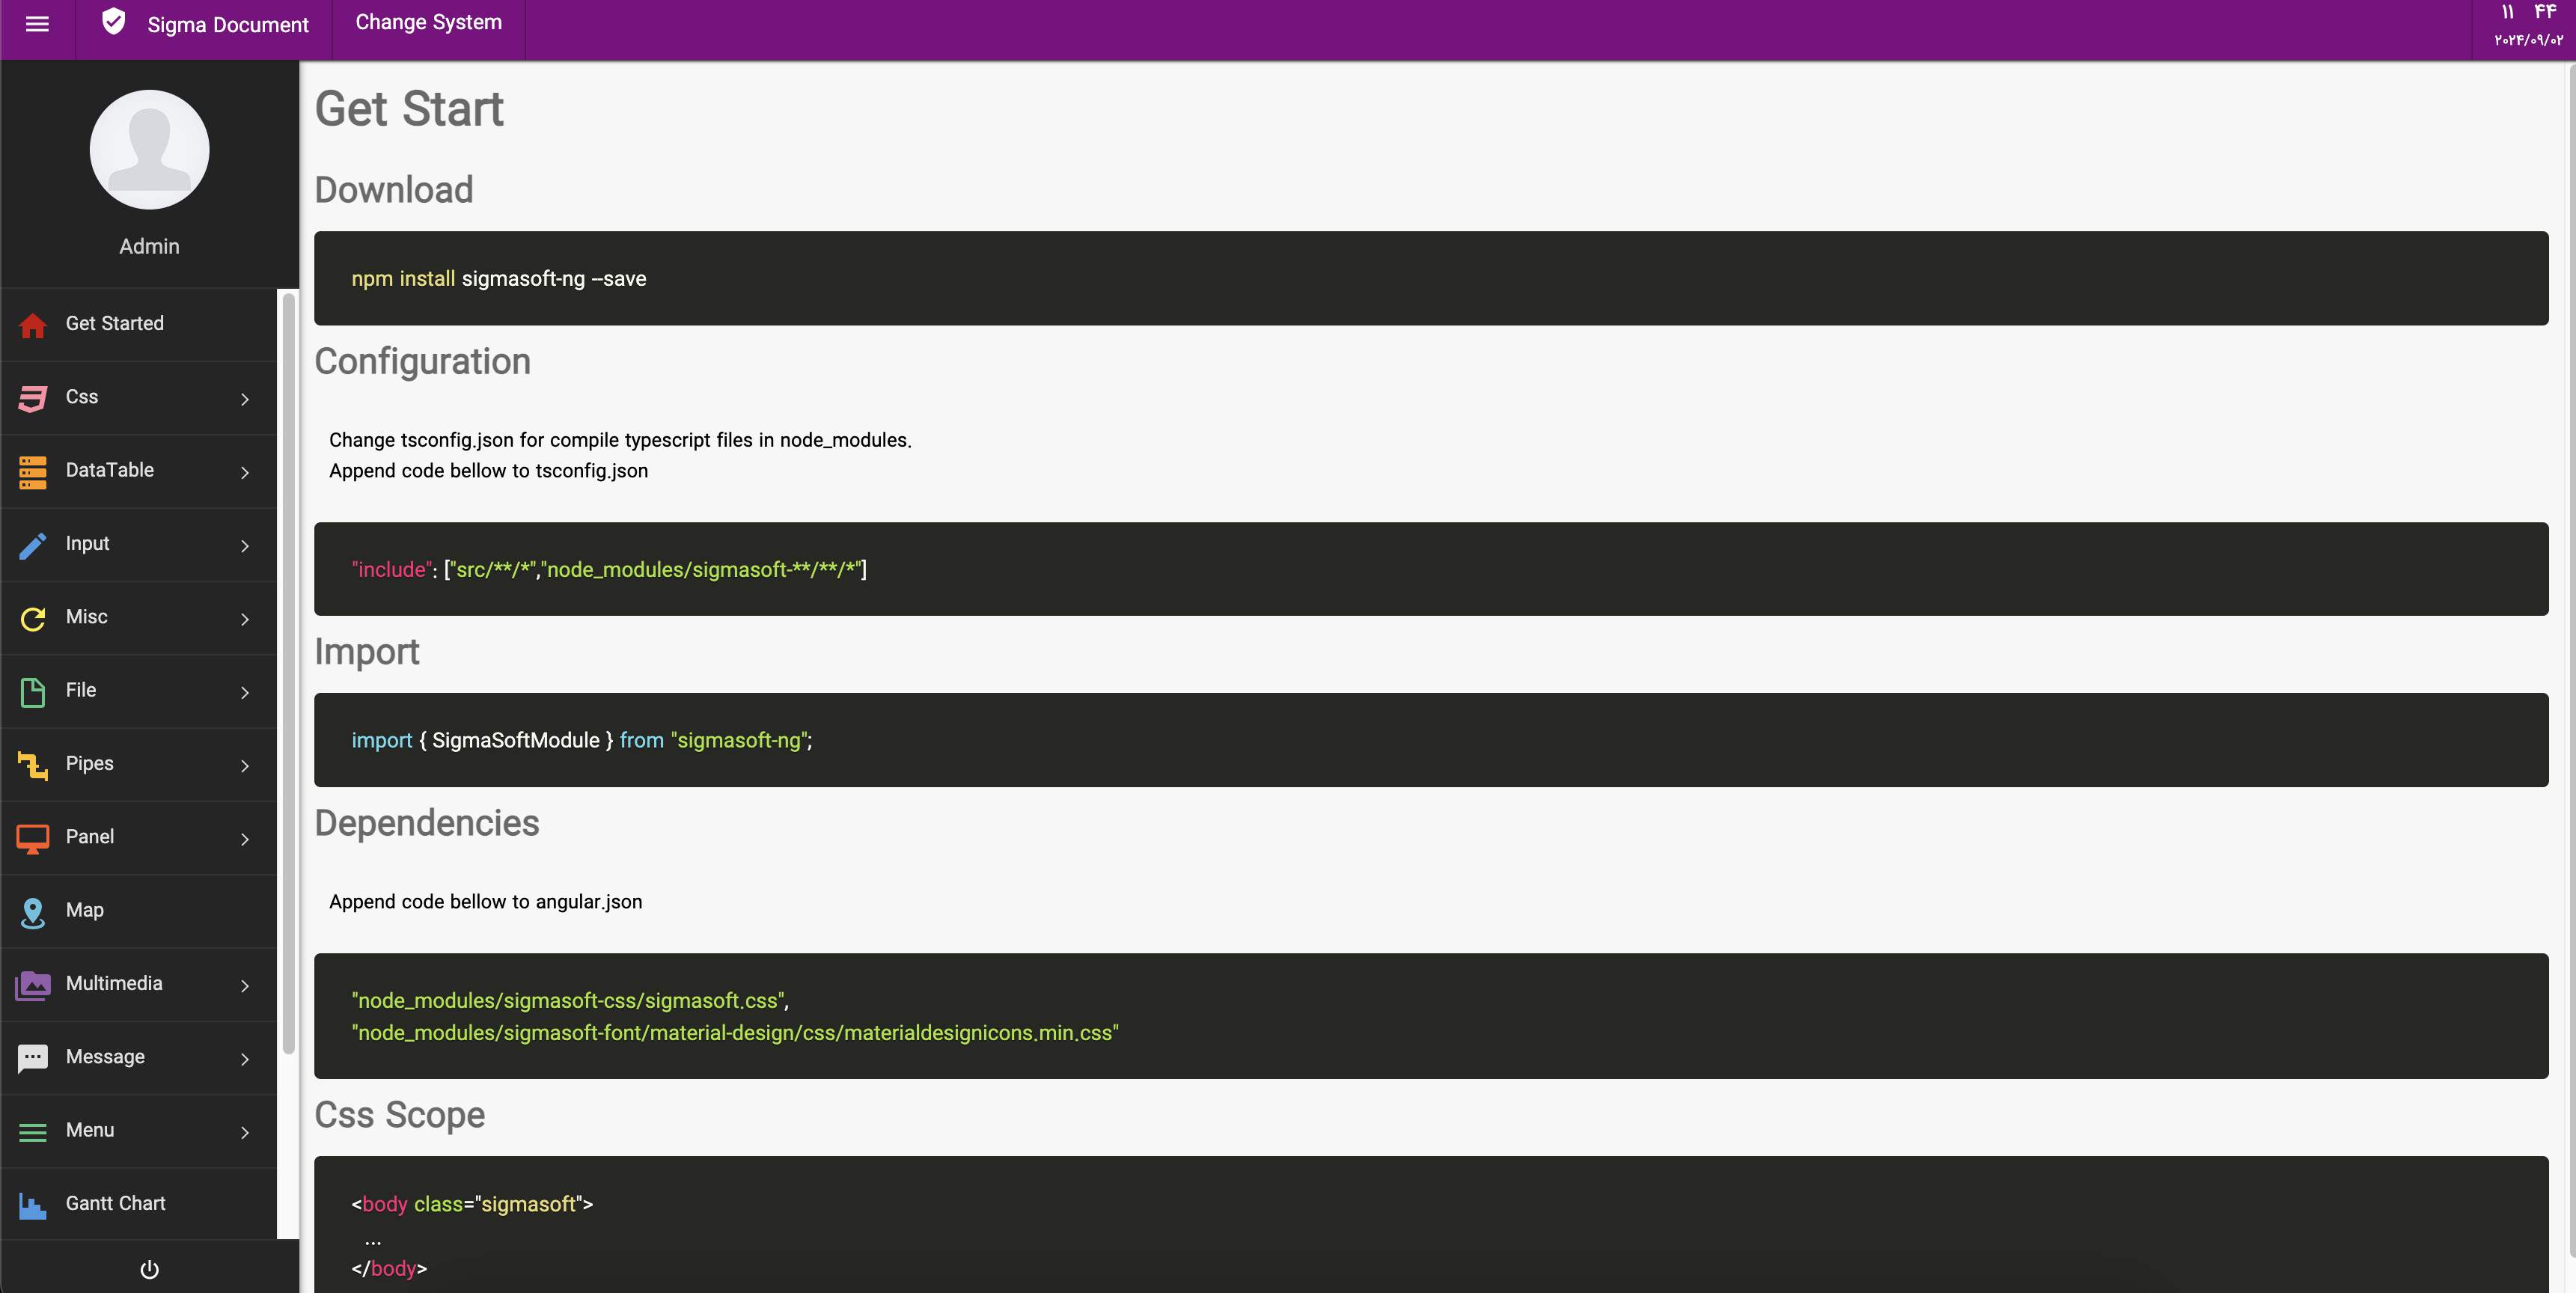 Sigma Document
Change System
۱۱ ۴۴
۲۰۲۴/۰۹/۰۲
Admin
Get Started
Css
DataTable
Input
Misc
File
Pipes
Panel
Map
Multimedia
Message
Menu
Gantt Chart
Get Start
Download
npm install sigmasoft-ng --save
Configuration
Change tsconfig.json for compile typescript files in node_modules.
Append code bellow to tsconfig.json
"include": ["src/**/*","node_modules/sigmasoft-**/**/*"]
Import
import { SigmaSoftModule } from "sigmasoft-ng";
Dependencies
Append code bellow to angular.json
"node_modules/sigmasoft-css/sigmasoft.css",
"node_modules/sigmasoft-font/material-design/css/materialdesignicons.min.css"
Css Scope
<body class="sigmasoft">
...
</body>